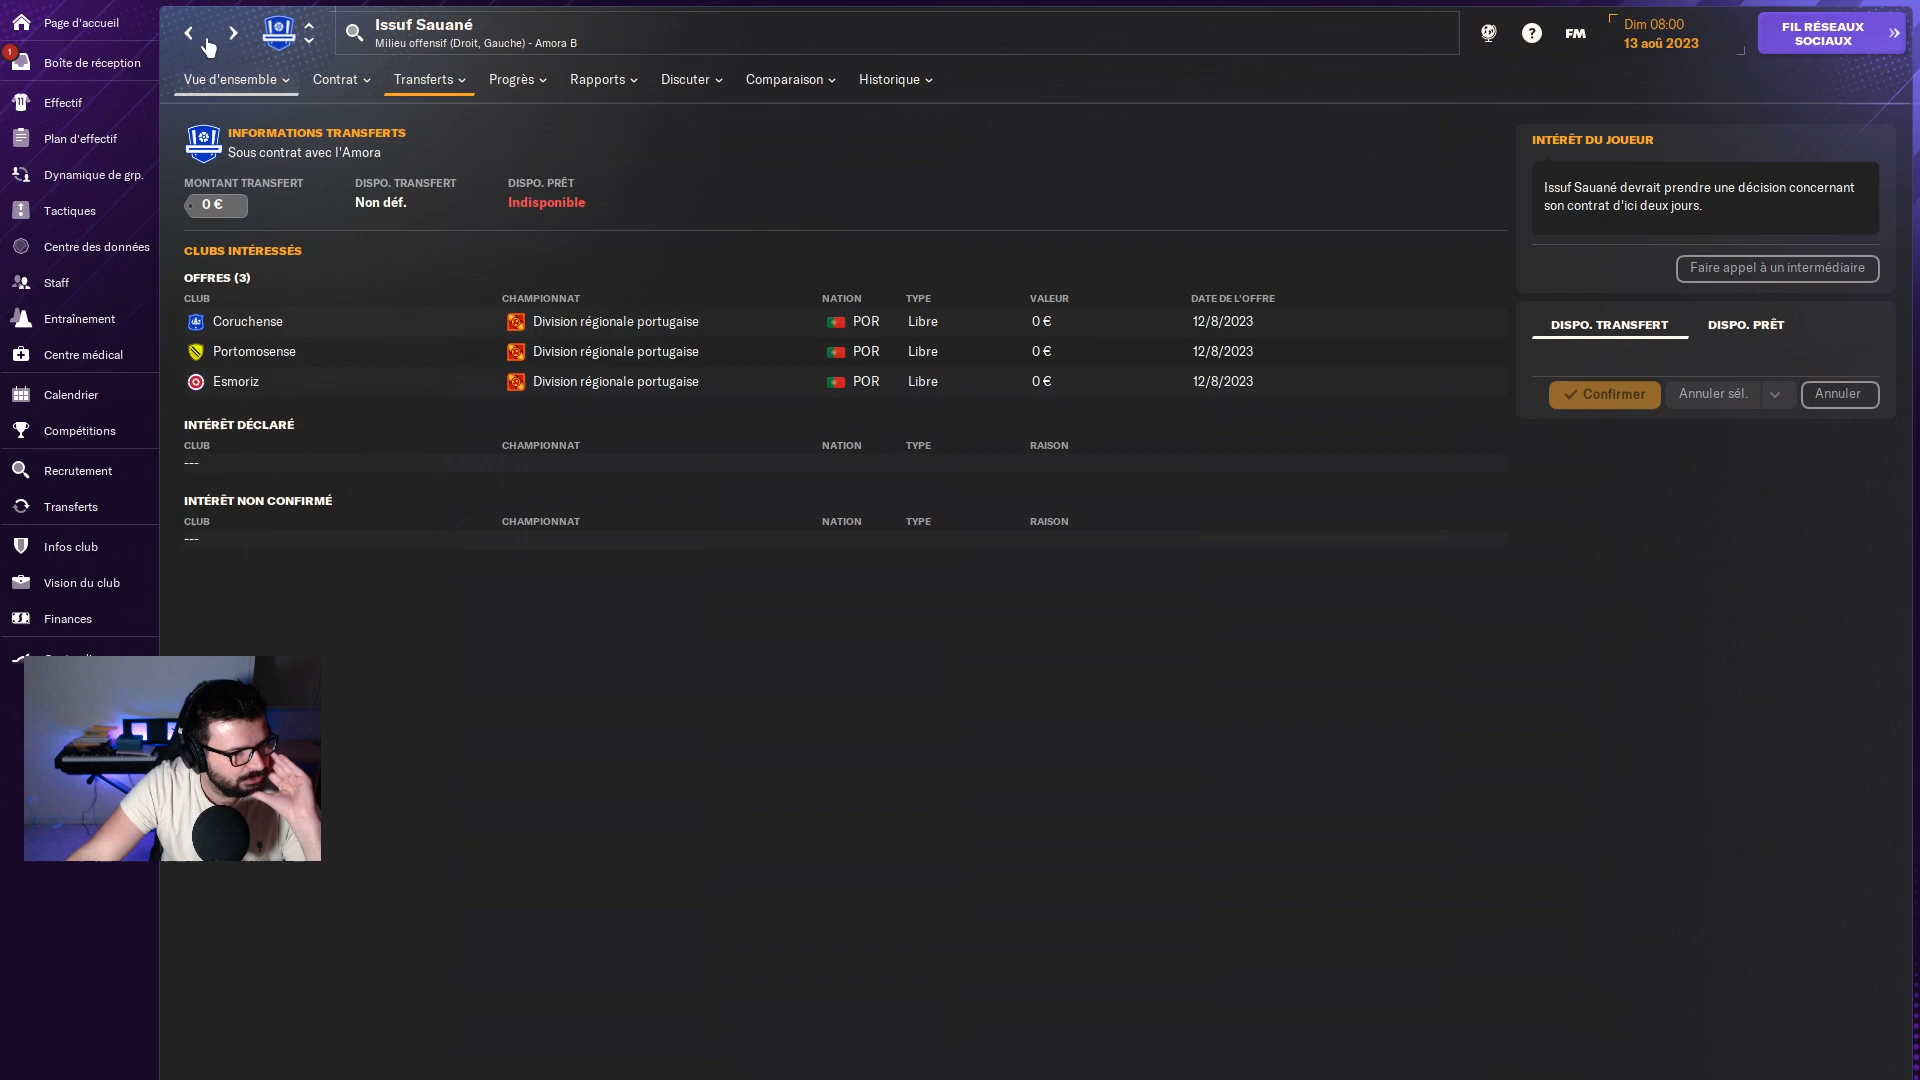 Page d'accueil
1
Boîte de réception
Effectif
Plan d'effectif
Dynamique de grp.
Tactiques
Centre des données
Staff
Entraînement
Centre médical
Calendrier
Compétitions
Recrutement
Transferts
Infos club
Vision du club
Finances
Issuf Sauané
Milieu offensif (Droit, Gauche) - Amora B
?
FM
Dim 08:00
13 aoû 2023
FIL RÉSEAUX
SOCIAUX
Vue d'ensemble
Contrat
Transferts
Progrès
Rapports
Discuter
Comparaison
Historique
INFORMATIONS TRANSFERTS
Sous contrat avec l'Amora
MONTANT TRANSFERT DISPO. TRANSFERT DISPO. PRÊT
0 € Non déf. Indisponible
CLUBS INTÉRESSÉS
OFFRES (3)
CLUB CHAMPIONNAT NATION TYPE VALEUR DATE DE L'OFFRE
Coruchense Division régionale portugaise POR Libre 0 € 12/8/2023
Portomosense Division régionale portugaise POR Libre 0 € 12/8/2023
Esmoriz Division régionale portugaise POR Libre 0 € 12/8/2023
INTÉRÊT DÉCLARÉ
CLUB CHAMPIONNAT NATION TYPE RAISON
---
INTÉRÊT NON CONFIRMÉ
CLUB CHAMPIONNAT NATION TYPE RAISON
---
INTÉRÊT DU JOUEUR
Issuf Sauané devrait prendre une décision concernant
son contrat d'ici deux jours.
Faire appel à un intermédiaire
DISPO. TRANSFERT DISPO. PRÊT
Confirmer Annuler sél. Annuler